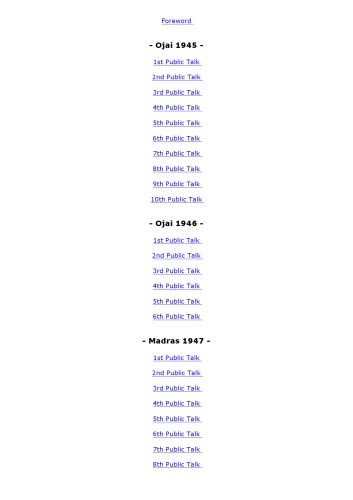 Foreword
- Ojai 1945 -
1st Public Talk
2nd Public Talk
3rd Public Talk
4th Public Talk
5th Public Talk
6th Public Talk
7th Public Talk
8th Public Talk
9th Public Talk
10th Public Talk
- Ojai 1946 -
1st Public Talk
2nd Public Talk
3rd Public Talk
4th Public Talk
5th Public Talk
6th Public Talk
- Madras 1947 -
1st Public Talk
2nd Public Talk
3rd Public Talk
4th Public Talk
5th Public Talk
6th Public Talk
7th Public Talk
8th Public Talk